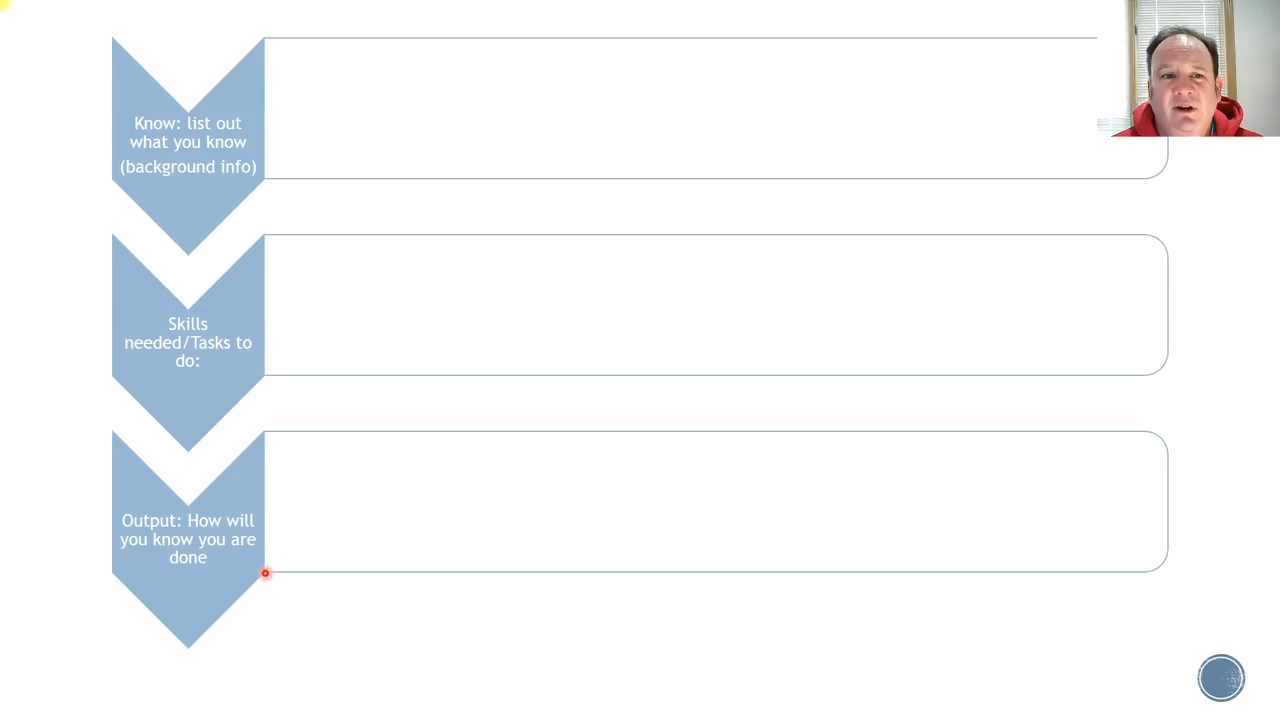 Know: list out
what you know
(background info)
Skills
needed/Tasks to
do:
Output: How will
you know you are
done